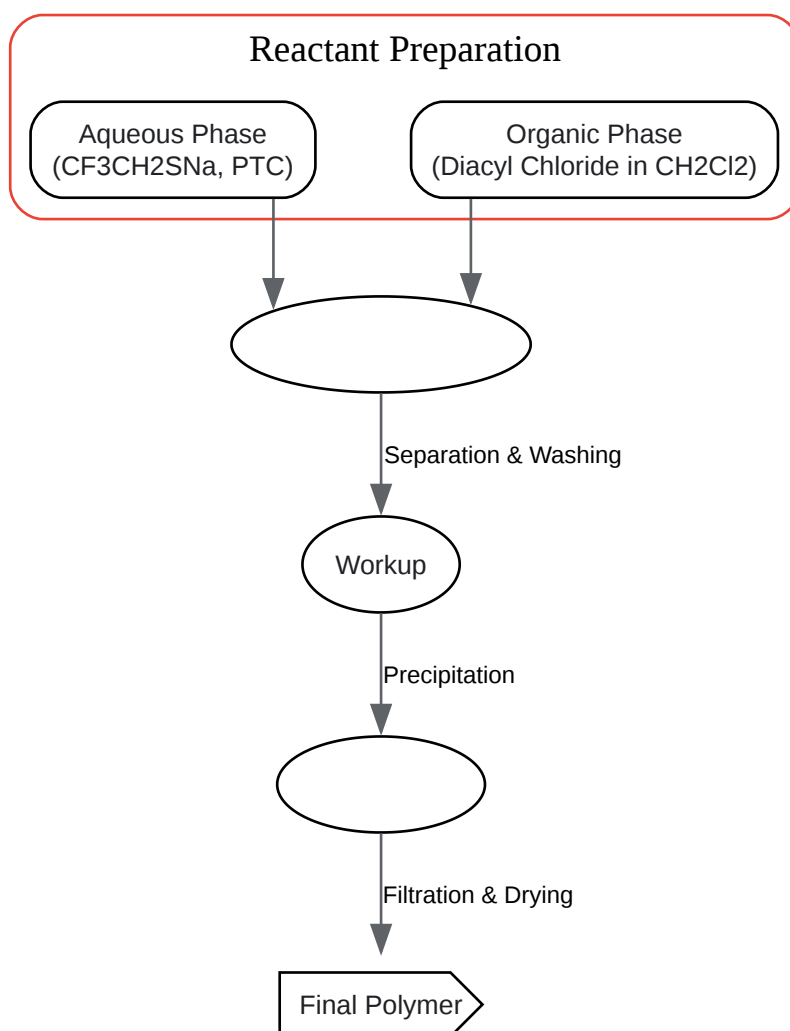 Reactant Preparation
Aqueous Phase
(CF3CH2SNa, PTC)
Organic Phase
(Diacyl Chloride in CH2Cl2)
Separation & Washing
Workup
Precipitation
Filtration & Drying
Final Polymer